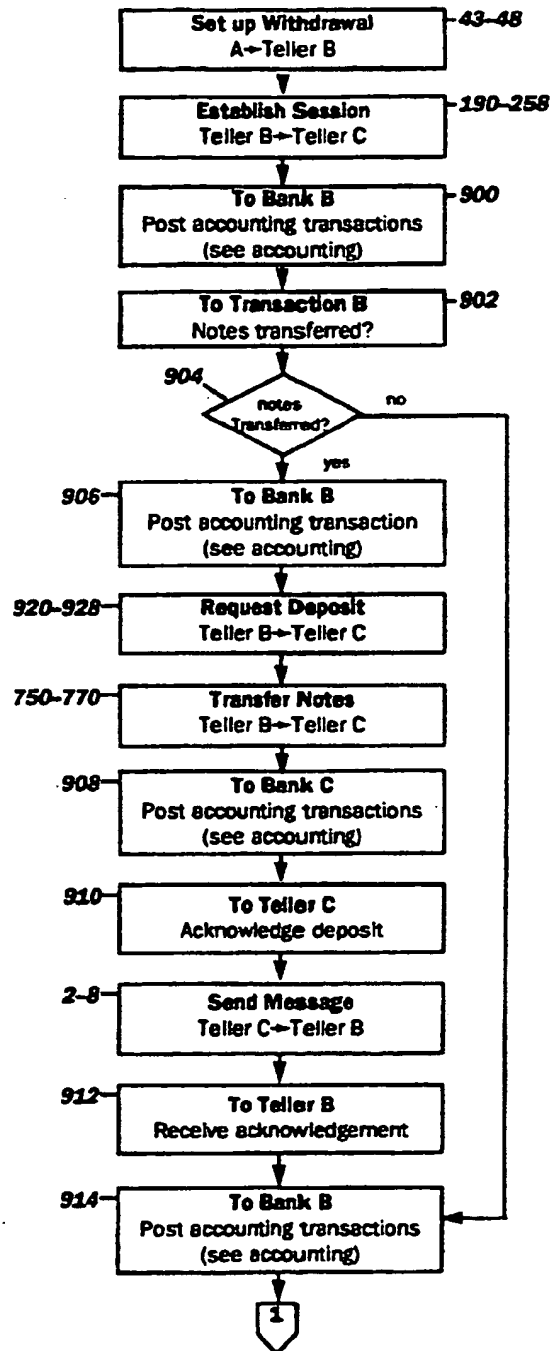 Set up Withdrawal
A→Teller B
43–48
Establish Session
Teller B→Teller C
190–258
To Bank B
Post accounting transactions
(see accounting)
900
To Transaction B
Notes transferred?
902
904
notes
Transferred?
no
yes
906
To Bank B
Post accounting transaction
(see accounting)
920–928
Request Deposit
Teller B→Teller C
750–770
Transfer Notes
Teller B→Teller C
908
To Bank C
Post accounting transactions
(see accounting)
910
To Teller C
Acknowledge deposit
2–8
Send Message
Teller C→Teller B
912
To Teller B
Receive acknowledgement
914
To Bank B
Post accounting transactions
(see accounting)
1